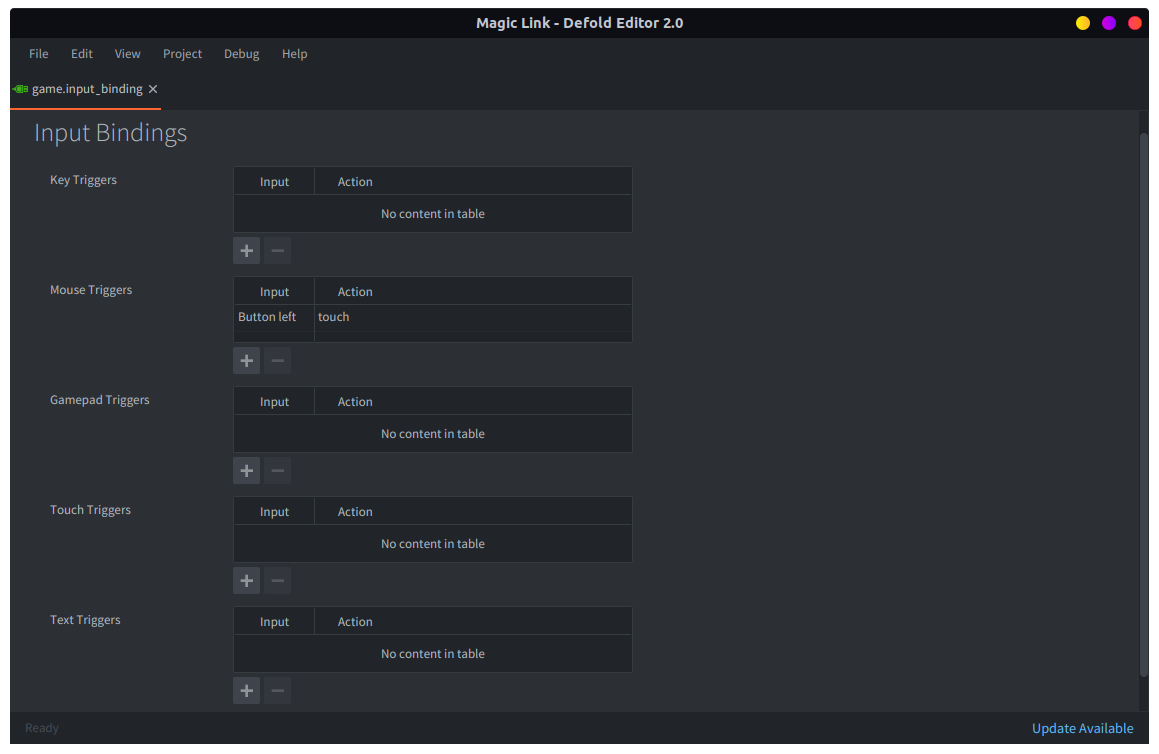 Magic Link - Defold Editor 2.0
File Edit View Project Debug Help
game.input_binding
Input Bindings
Key Triggers
Input Action
No content in table
Mouse Triggers
Input Action
Button left touch
Gamepad Triggers
Input Action
No content in table
Touch Triggers
Input Action
No content in table
Text Triggers
Input Action
No content in table
Ready Update Available